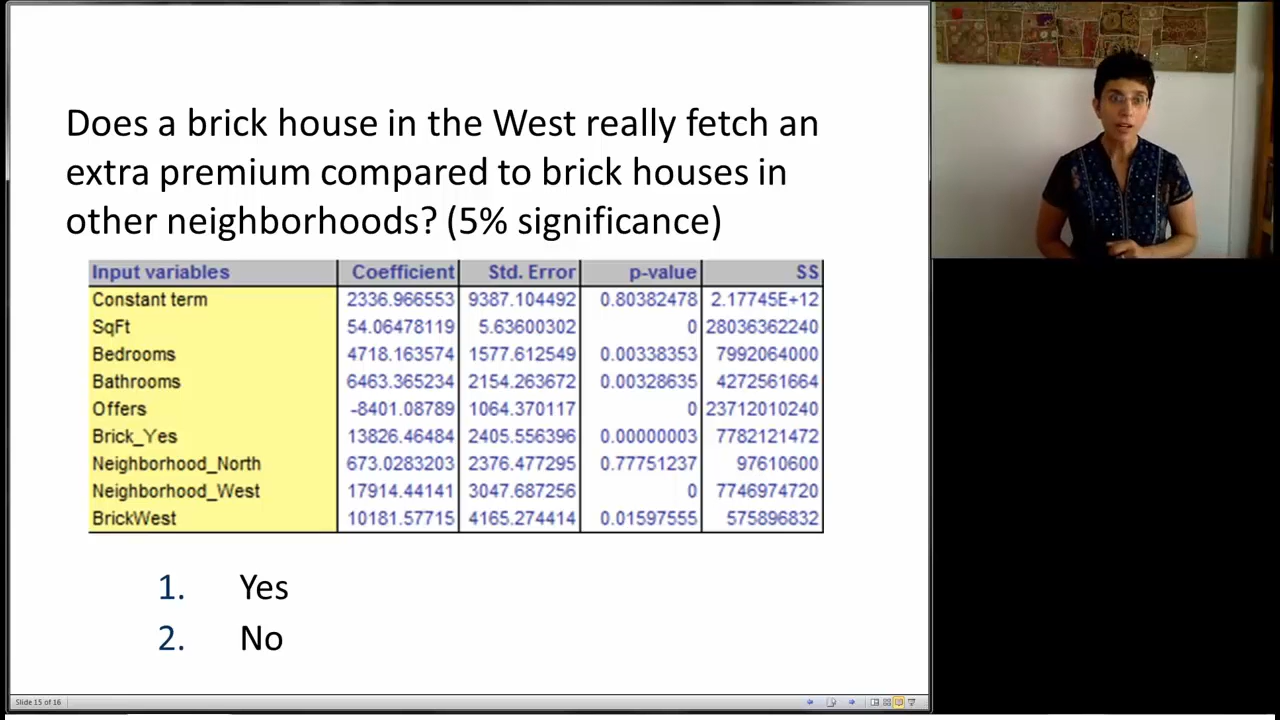 Does a brick house in the West really fetch an
extra premium compared to brick houses in
other neighborhoods? (5% significance)
Input variables Coefficient Std. Error p-value SS
Constant term 2336.966553 9387.104492 0.80382478 2.17745E+12
SqFt 54.06478119 5.63600302 0 28036362240
Bedrooms 4718.163574 1577.612549 0.00338353 7992064000
Bathrooms 6463.365234 2154.263672 0.00328635 4272561664
Offers -8401.08789 1064.370117 0 23712010240
Brick_Yes 13826.46484 2405.556396 0.00000003 7782121472
Neighborhood_North 673.0283203 2376.477295 0.77751237 97610600
Neighborhood_West 17914.44141 3047.687256 0 7746974720
BrickWest 10181.57715 4165.274414 0.01597555 575896832
1. Yes
2. No
Slide 15 of 16